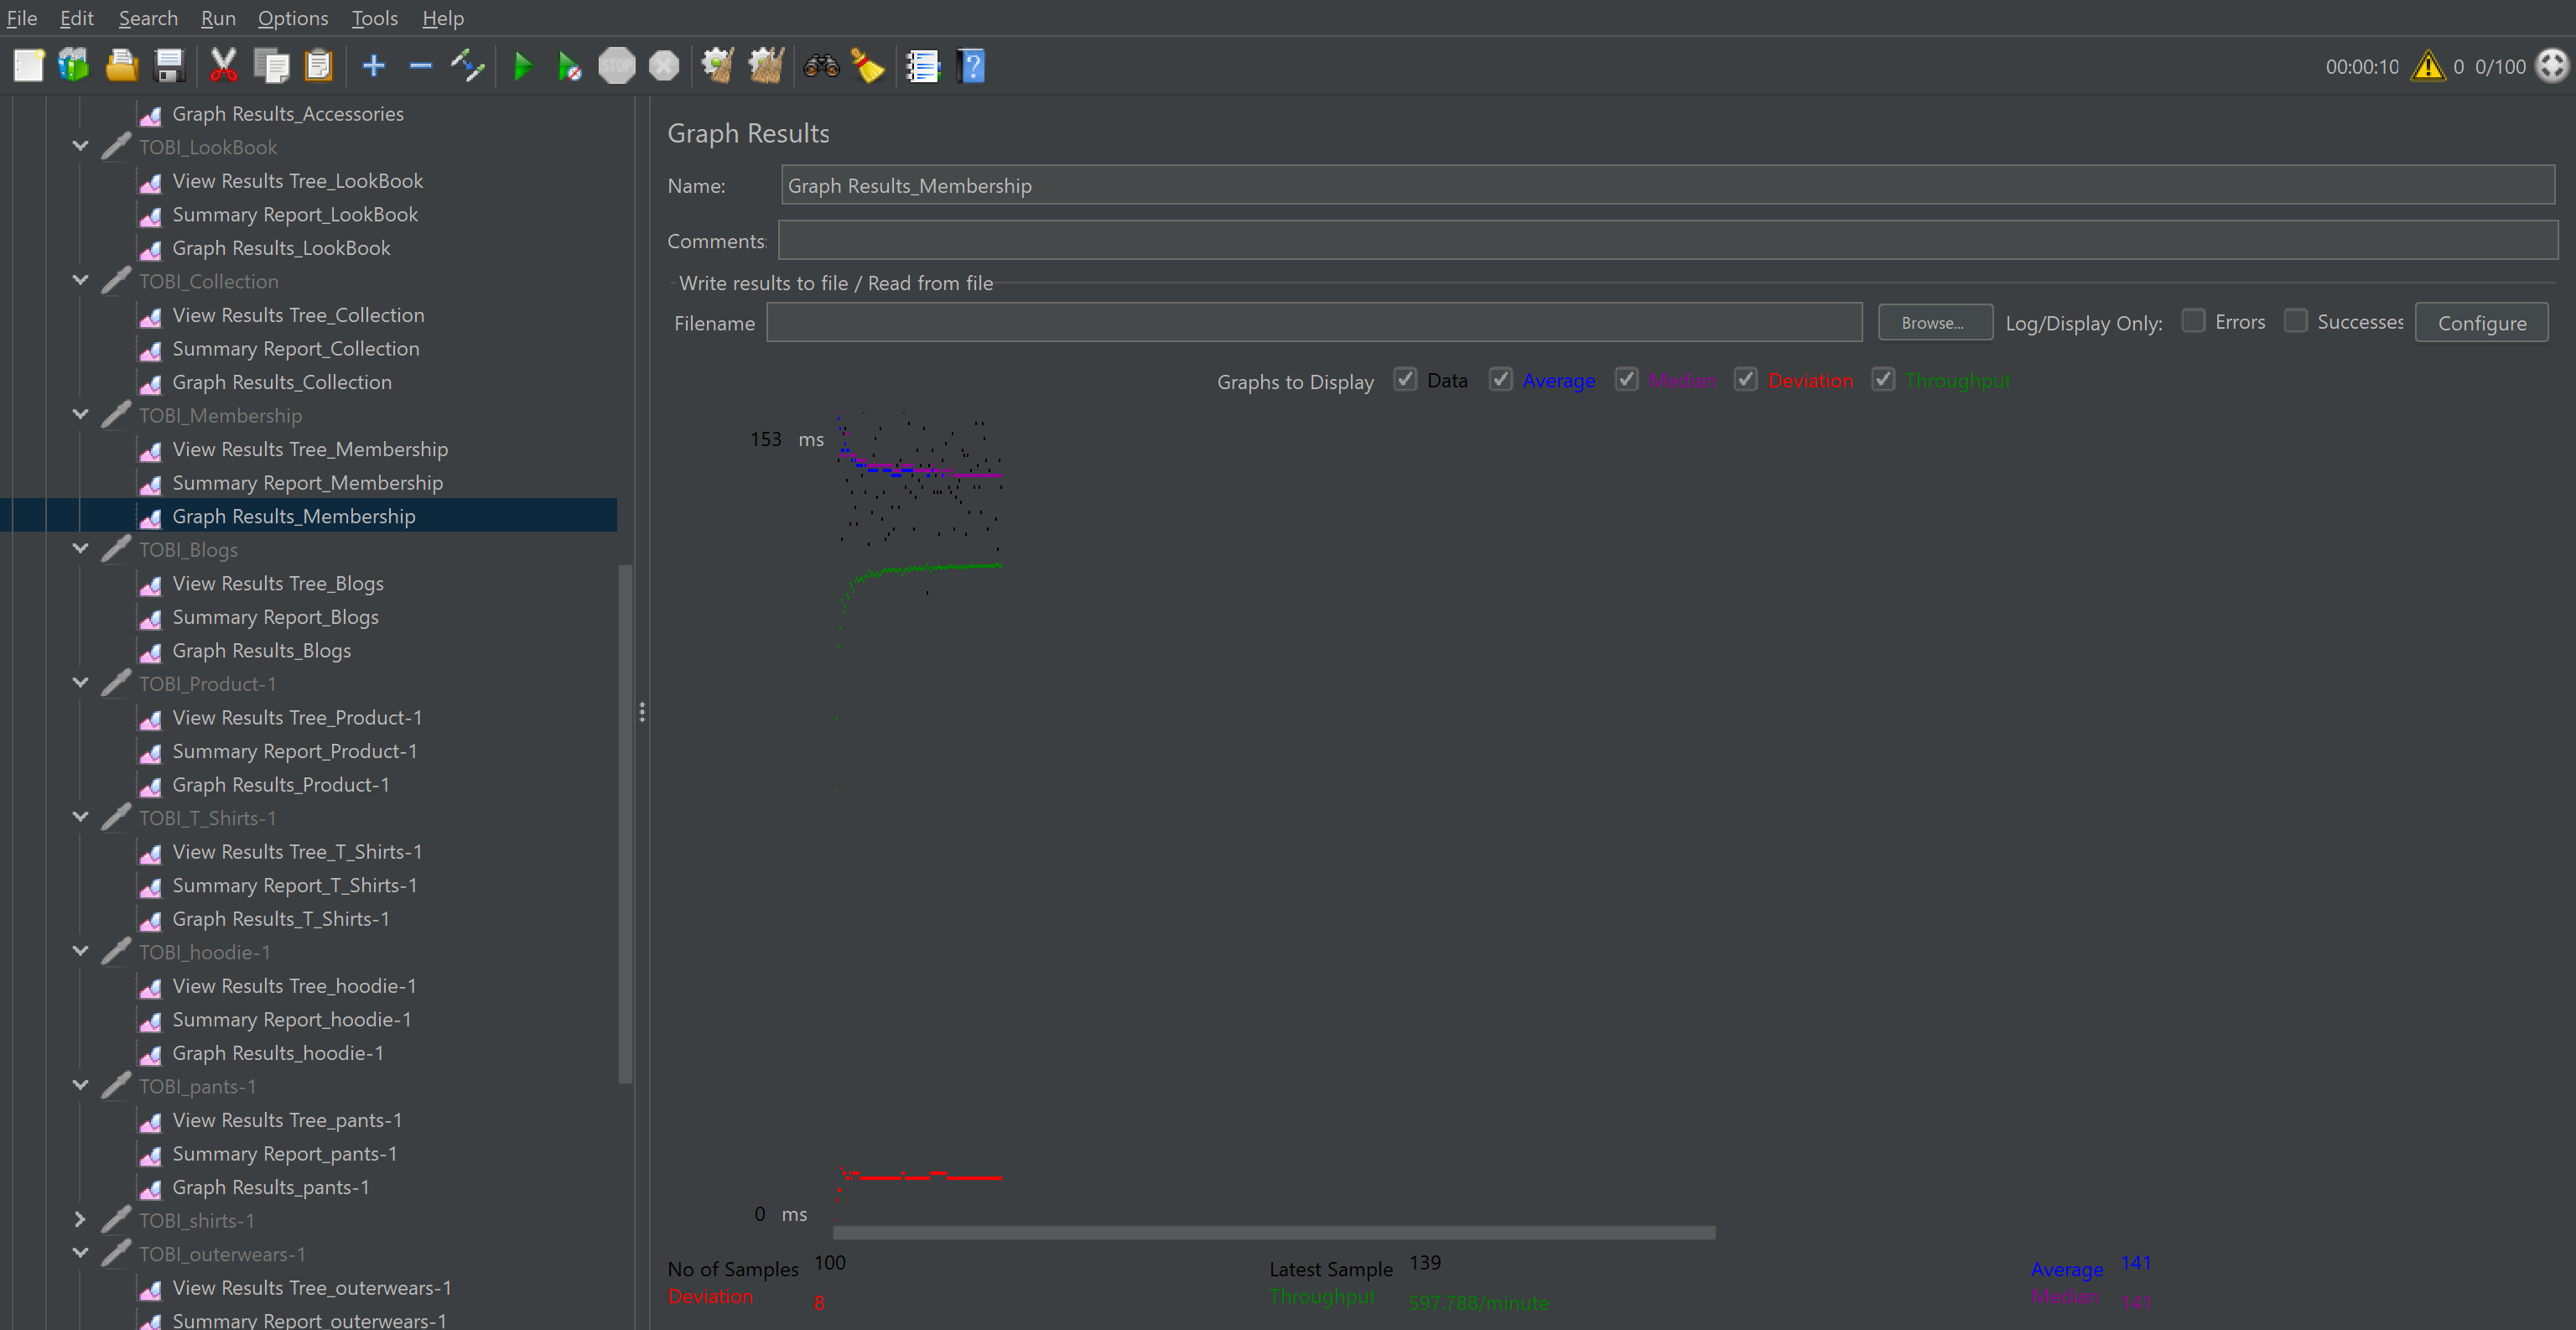 File Edit Search Run Options Tools Help
STOP
00:00:10 0 0/100
Graph Results_Accessories
TOBI_LookBook
View Results Tree_LookBook
Summary Report_LookBook
Graph Results_LookBook
TOBI_Collection
View Results Tree_Collection
Summary Report_Collection
Graph Results_Collection
TOBI_Membership
View Results Tree_Membership
Summary Report_Membership
Graph Results_Membership
TOBI_Blogs
View Results Tree_Blogs
Summary Report_Blogs
Graph Results_Blogs
TOBI_Product-1
View Results Tree_Product-1
Summary Report_Product-1
Graph Results_Product-1
TOBI_T_Shirts-1
View Results Tree_T_Shirts-1
Summary Report_T_Shirts-1
Graph Results_T_Shirts-1
TOBI_hoodie-1
View Results Tree_hoodie-1
Summary Report_hoodie-1
Graph Results_hoodie-1
TOBI_pants-1
View Results Tree_pants-1
Summary Report_pants-1
Graph Results_pants-1
TOBI_shirts-1
TOBI_outerwears-1
View Results Tree_outerwears-1
Summary Report_outerwears-1
Graph Results
Name: Graph Results_Membership
Comments:
Write results to file / Read from file
Filename Browse... Log/Display Only: Errors Successes Configure
Graphs to Display Data Average Median Deviation Throughput
153 ms
0 ms
No of Samples 100 Latest Sample 139 Average 141
Deviation 8 Throughput 597.788/minute Median 141